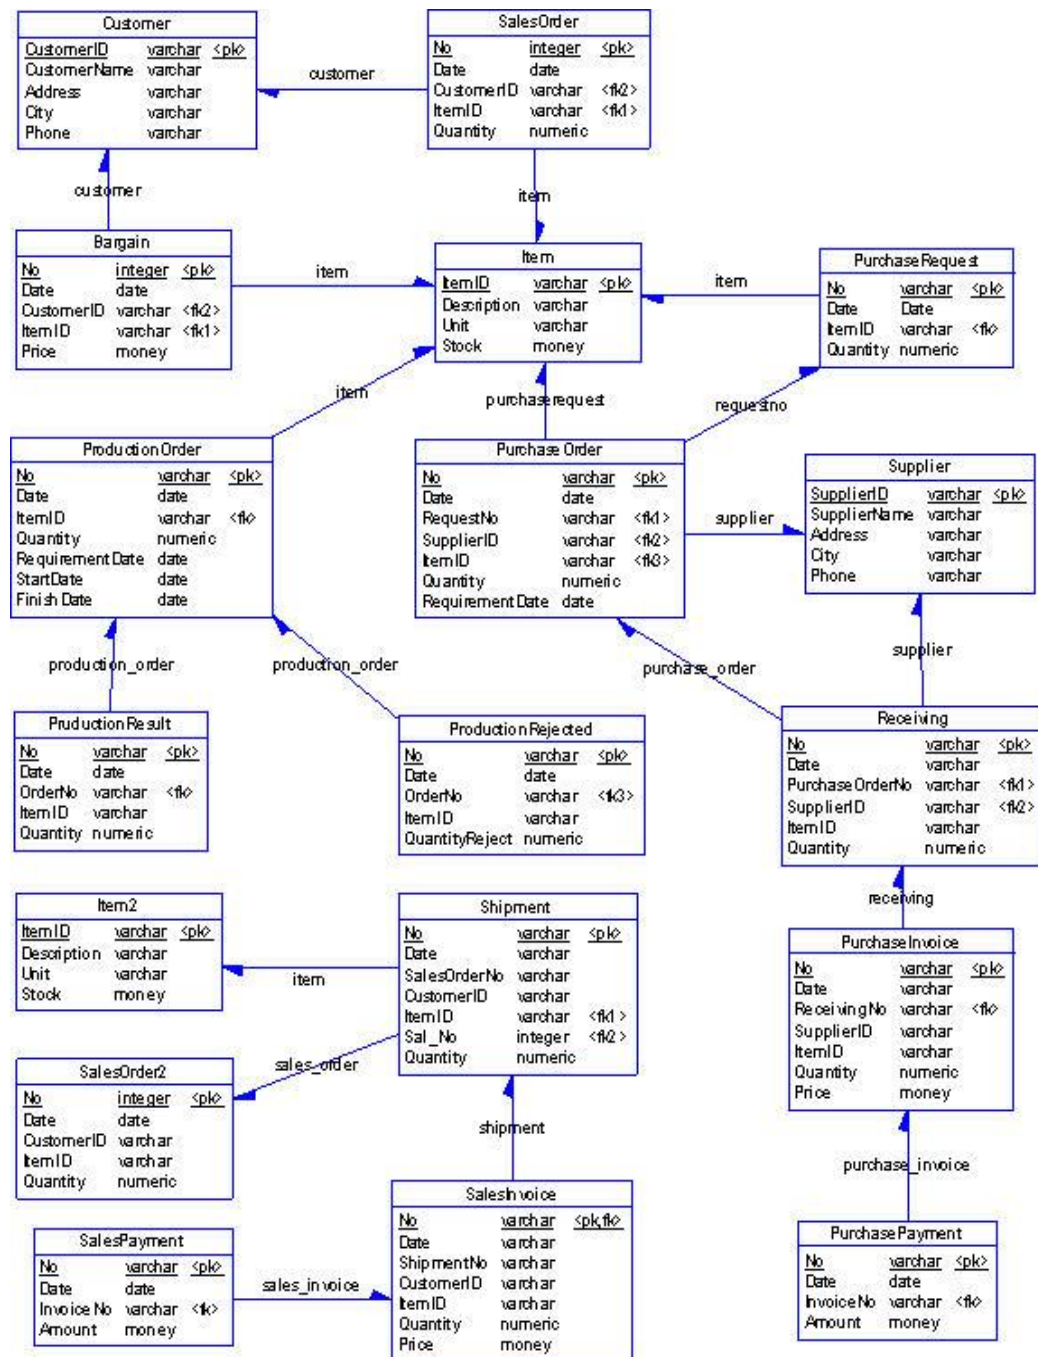 Customer
CustomerID varchar <pk>
CustomerName varchar
Address varchar
City varchar
Phone varchar
SalesOrder
No integer <pk>
Date date
CustomerID varchar <fk2>
ItemID varchar <fk1>
Quantity numeric
customer
customer
item
Bargain
No integer <pk>
Date date
CustomerID varchar <fk2>
ItemID varchar <fk1>
Price money
item
Item
ItemID varchar <pk>
Description varchar
Unit varchar
Stock money
item
PurchaseRequest
No varchar <pk>
Date Date
ItemID varchar <fk>
Quantity numeric
item
purchaserequest
requestno
ProductionOrder
No varchar <pk>
Date date
ItemID varchar <fk>
Quantity numeric
RequirementDate date
StartDate date
FinishDate date
PurchaseOrder
No varchar <pk>
Date date
RequestNo varchar <fk1>
SupplierID varchar <fk2>
ItemID varchar <fk3>
Quantity numeric
RequirementDate date
supplier
Supplier
SupplierID varchar <pk>
SupplierName varchar
Address varchar
City varchar
Phone varchar
production_order
production_order
purchase_order
supplier
PruductionResult
No varchar <pk>
Date date
OrderNo varchar <fk>
ItemID varchar
Quantity numeric
ProductionRejected
No varchar <pk>
Date date
OrderNo varchar <fk3>
ItemID varchar
QuantityReject numeric
Receiving
No varchar <pk>
Date varchar
PurchaseOrderNo varchar <fk1>
SupplierID varchar <fk2>
ItemID varchar
Quantity numeric
receiving
Item2
ItemID varchar <pk>
Description varchar
Unit varchar
Stock money
item
Shipment
No varchar <pk>
Date varchar
SalesOrderNo varchar
CustomerID varchar
ItemID varchar <fk1>
Sal_No integer <fk2>
Quantity numeric
PurchaseInvoice
No varchar <pk>
Date varchar
ReceivingNo varchar <fk>
SupplierID varchar
ItemID varchar
Quantity numeric
Price money
sales_order
SalesOrder2
No integer <pk>
Date date
CustomerID varchar
ItemID varchar
Quantity numeric
shipment
purchase_invoice
SalesPayment
No varchar <pk>
Date date
InvoiceNo varchar <fk>
Amount money
sales_invoice
SalesInvoice
No varchar <pk,fk>
Date varchar
ShipmentNo varchar
CustomerID varchar
ItemID varchar
Quantity numeric
Price money
PurchasePayment
No varchar <pk>
Date date
InvoiceNo varchar <fk>
Amount money